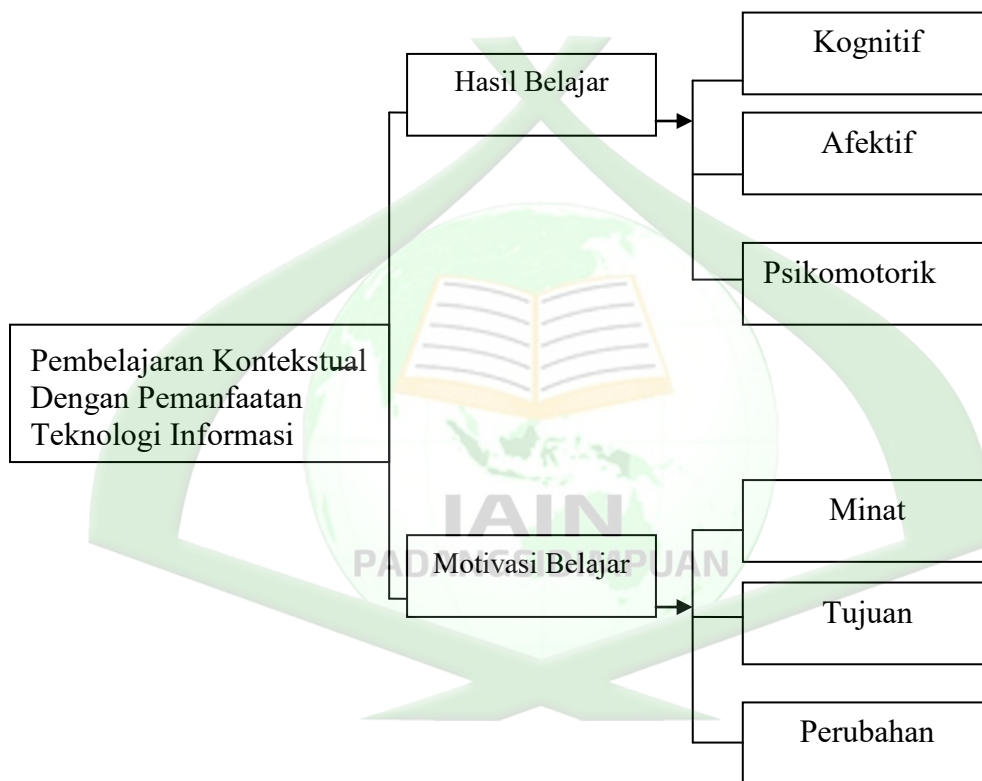 Kognitif
Hasil Belajar
Afektif
Psikomotorik
Pembelajaran Kontekstual
Dengan Pemanfaatan
Teknologi Informasi
IAIN
PADANGSIDIMPUAN
Minat
Motivasi Belajar
Tujuan
Perubahan